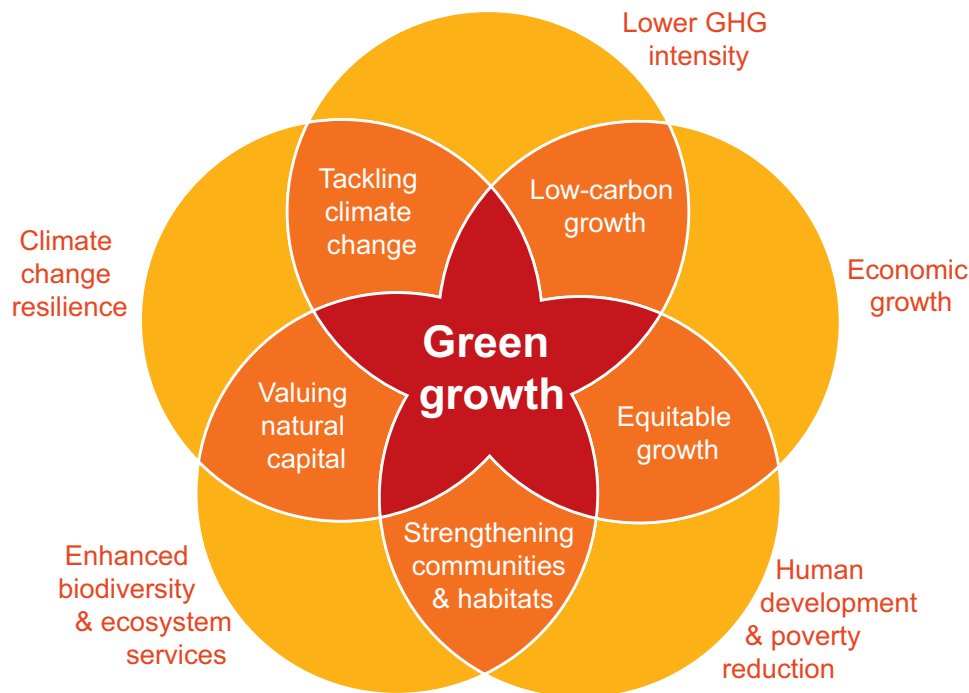 Lower GHG
intensity
Tackling
climate
change
Low-carbon
growth
Climate
change
resilience
Economic
growth
Green
growth
Valuing
natural
capital
Equitable
growth
Strengthening
communities
& habitats
Enhanced
biodiversity
& ecosystem
services
Human
development
& poverty
reduction